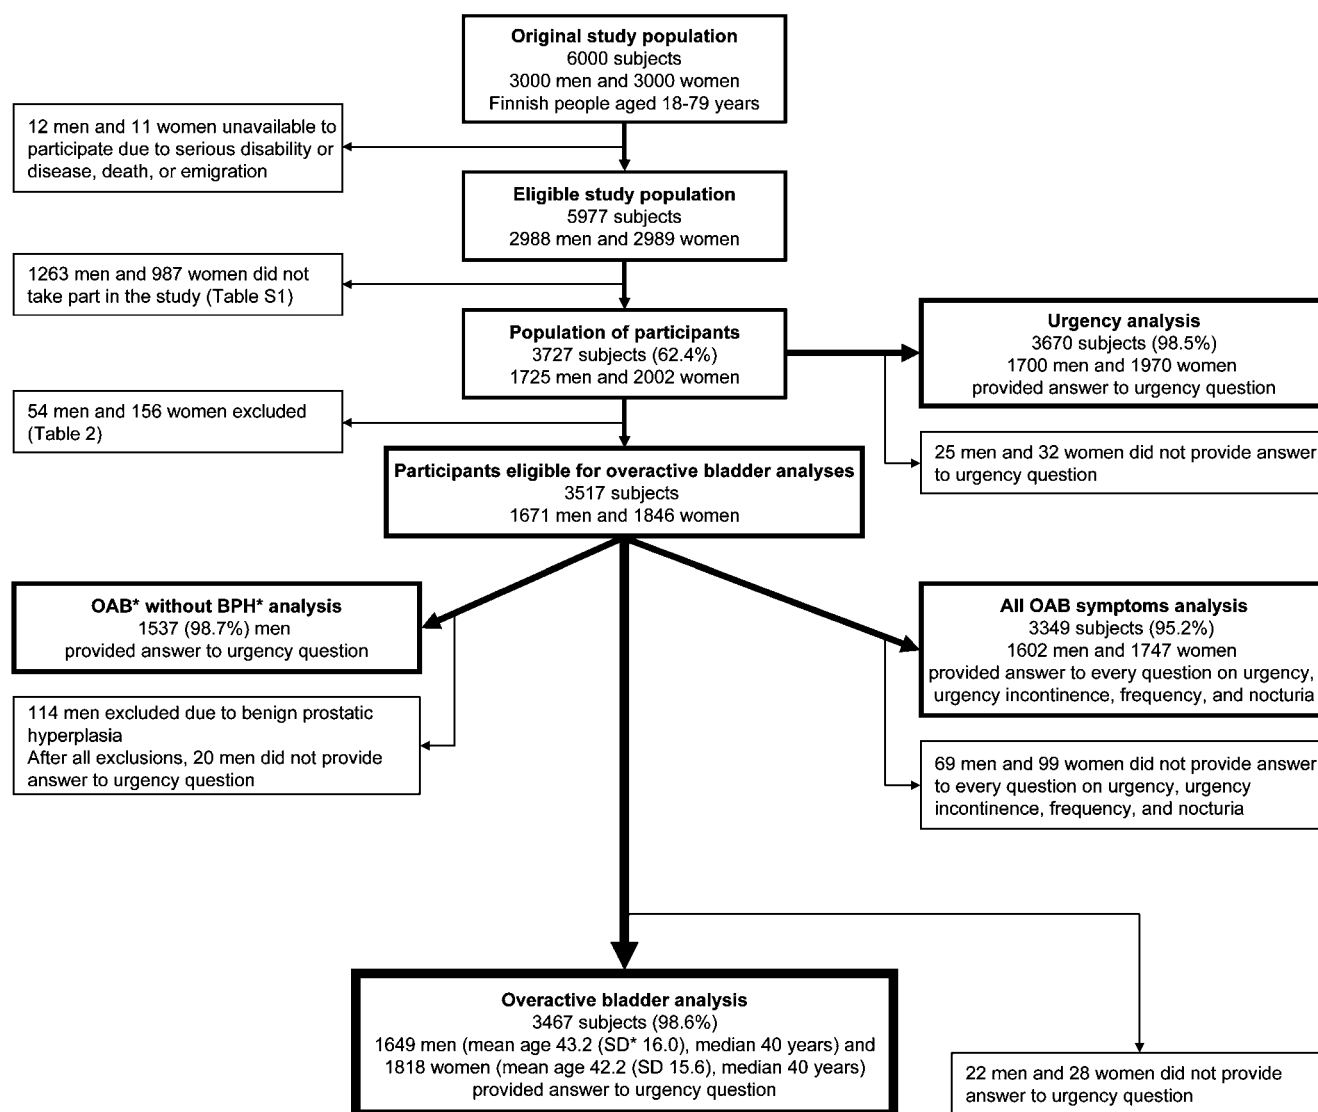 Original study population
6000 subjects
3000 men and 3000 women
Finnish people aged 18-79 years
12 men and 11 women unavailable to
participate due to serious disability or
disease, death, or emigration
Eligible study population
5977 subjects
2988 men and 2989 women
1263 men and 987 women did not
take part in the study (Table S1)
Population of participants
3727 subjects (62.4%)
1725 men and 2002 women
Urgency analysis
3670 subjects (98.5%)
1700 men and 1970 women
provided answer to urgency question
54 men and 156 women excluded
(Table 2)
25 men and 32 women did not provide answer
to urgency question
Participants eligible for overactive bladder analyses
3517 subjects
1671 men and 1846 women
OAB* without BPH* analysis
1537 (98.7%) men
provided answer to urgency question
All OAB symptoms analysis
3349 subjects (95.2%)
1602 men and 1747 women
provided answer to every question on urgency,
urgency incontinence, frequency, and nocturia
114 men excluded due to benign prostatic
hyperplasia
After all exclusions, 20 men did not provide
answer to urgency question
69 men and 99 women did not provide answer
to every question on urgency, urgency
incontinence, frequency, and nocturia
Overactive bladder analysis
3467 subjects (98.6%)
1649 men (mean age 43.2 (SD* 16.0), median 40 years) and
1818 women (mean age 42.2 (SD 15.6), median 40 years)
provided answer to urgency question
22 men and 28 women did not provide
answer to urgency question